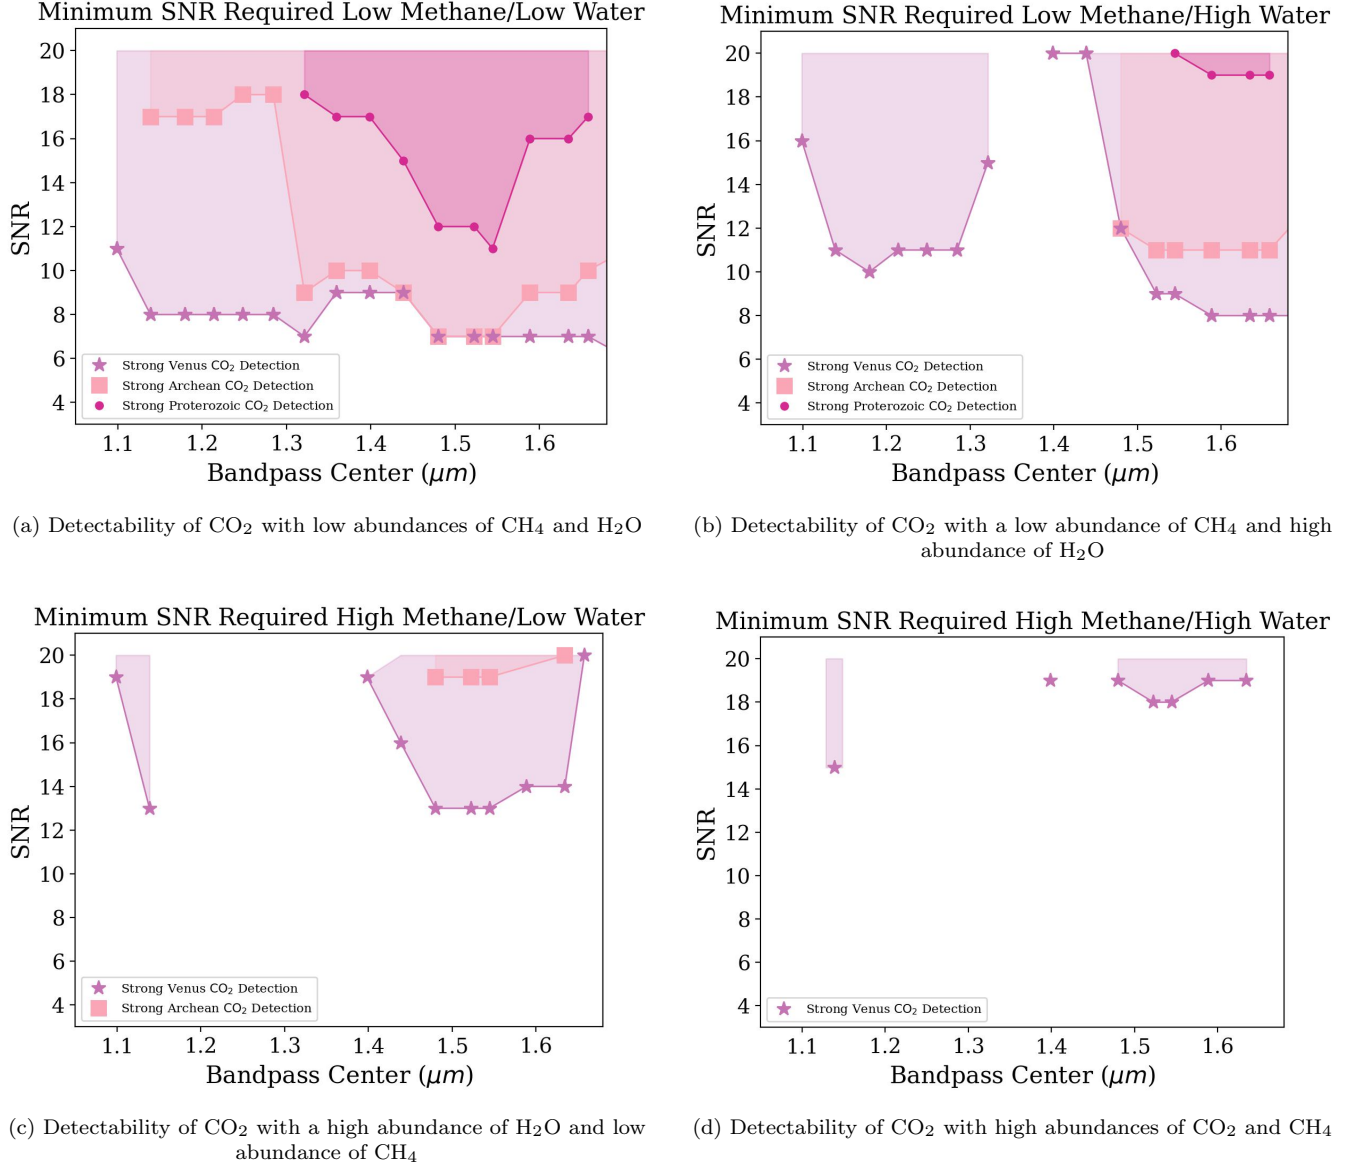 Minimum SNR Required Low Methane/Low Water
20
18
16
14
12
10
8
6
4
SNR
Strong Venus CO₂ Detection
Strong Archean CO₂ Detection
Strong Proterozoic CO₂ Detection
1.1 1.2 1.3 1.4 1.5 1.6
Bandpass Center (μm)
(a) Detectability of CO₂ with low abundances of CH₄ and H₂O
Minimum SNR Required Low Methane/High Water
20
18
16
14
12
10
8
6
4
SNR
Strong Venus CO₂ Detection
Strong Archean CO₂ Detection
Strong Proterozoic CO₂ Detection
1.1 1.2 1.3 1.4 1.5 1.6
Bandpass Center (μm)
(b) Detectability of CO₂ with a low abundance of CH₄ and high
abundance of H₂O
Minimum SNR Required High Methane/Low Water
20
18
16
14
12
10
8
6
4
SNR
Strong Venus CO₂ Detection
Strong Archean CO₂ Detection
1.1 1.2 1.3 1.4 1.5 1.6
Bandpass Center (μm)
(c) Detectability of CO₂ with a high abundance of H₂O and low
abundance of CH₄
Minimum SNR Required High Methane/High Water
20
18
16
14
12
10
8
6
4
SNR
Strong Venus CO₂ Detection
1.1 1.2 1.3 1.4 1.5 1.6
Bandpass Center (μm)
(d) Detectability of CO₂ with high abundances of CO₂ and CH₄